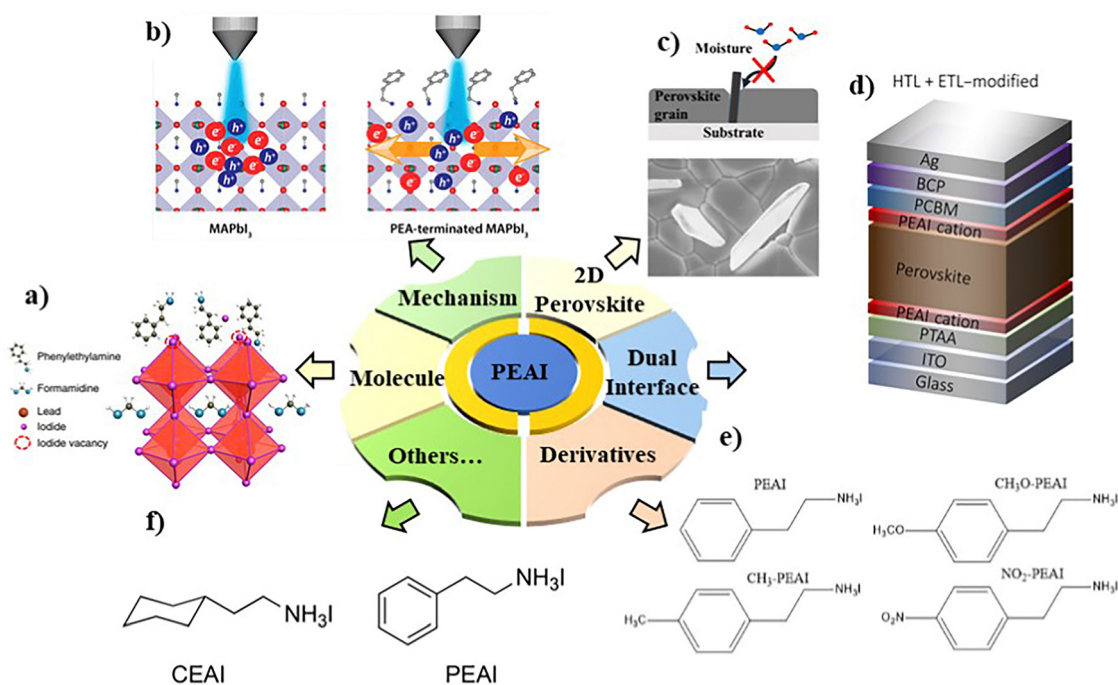 b)
h⁺
e⁻
e⁻
h⁺
e⁻
h⁺
h⁺
e⁻
e⁻
h⁺
MAPbI₃
h⁺
e⁻
h⁺
h⁺
h⁺
e⁻
e⁻
e⁻
PEA-terminated MAPbI₃
c)
Moisture
Perovskite
grain
Substrate
d)
HTL + ETL–modified
Ag
BCP
PCBM
PEAI cation
Perovskite
PEAI cation
PTAA
ITO
Glass
a)
Phenylethylamine
Formamidine
Lead
Iodide
Iodide vacancy
Mechanism
2D
Perovskite
Molecule
PEAI
Dual
Interface
Others…
Derivatives
e)
PEAI
NH₃I
CH₃O-PEAI
NH₃I
H₃CO
CH₃-PEAI
NH₃I
H₃C
NO₂-PEAI
NH₃I
O₂N
f)
NH₃I
CEAI
NH₃I
PEAI